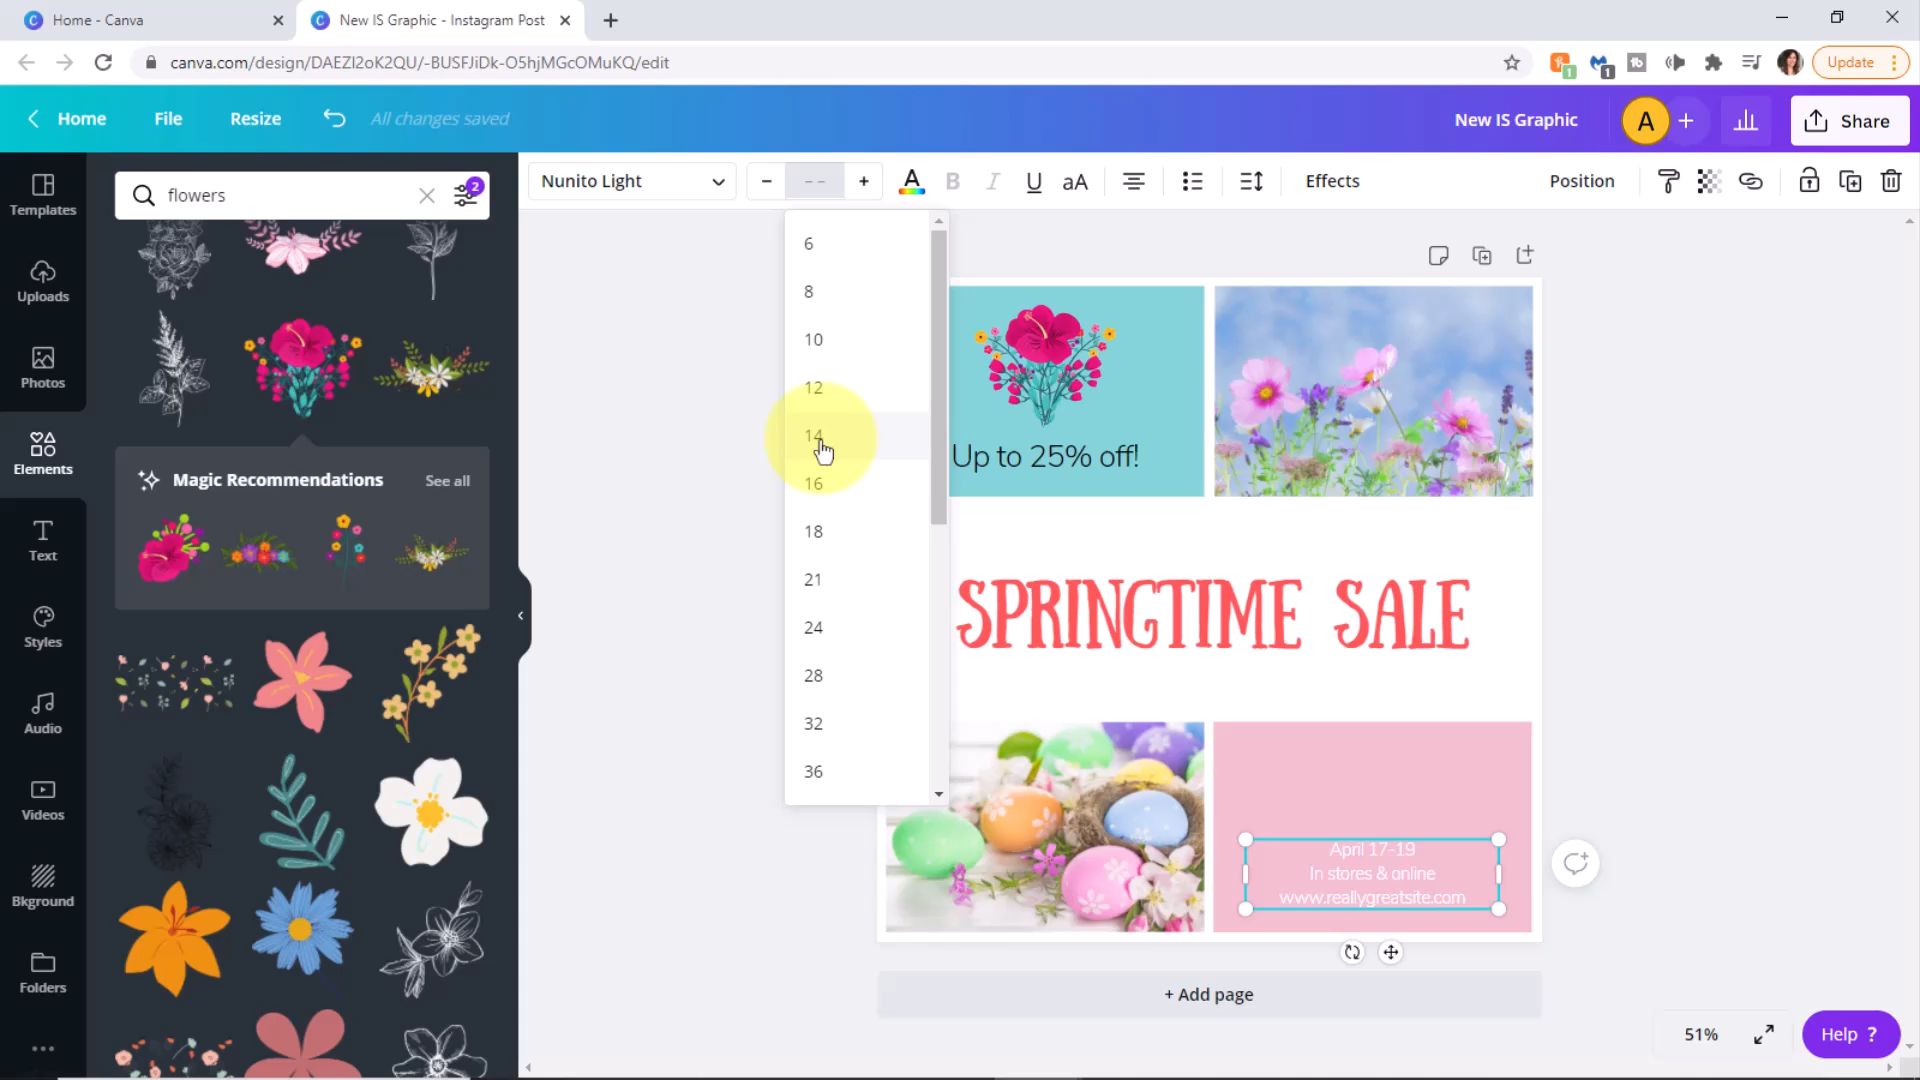 Home - Canva
New IS Graphic - Instagram Post
canva.com/design/DAEZI2oK2QU/-BUSFJiDk-O5hjMGcOMuKQ/edit
1
1
Update
Home
File
Resize
All changes saved
New IS Graphic
A
Share
Templates
Uploads
Photos
Elements
Text
Styles
Audio
Videos
Bkground
Folders
flowers
2
Magic Recommendations
See all
Nunito Light
– –
A
B
I
U
aA
Effects
Position
6
8
10
12
14
16
18
21
24
28
32
36
Up to 25% off!
SPRINGTIME SALE
April 17-19
In stores & online
www.reallygreatsite.com
+ Add page
51%
Help ?